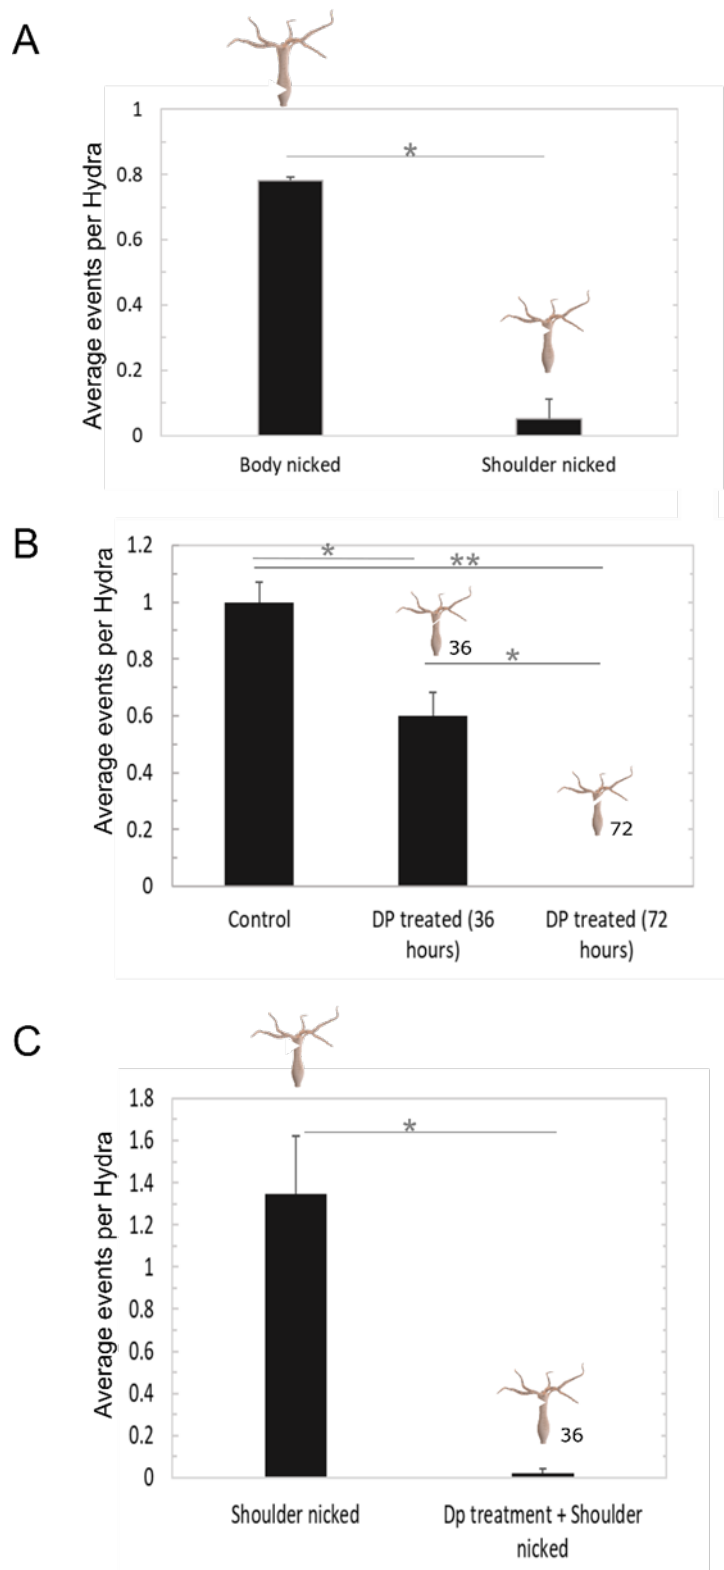 A
Average events per Hydra
1
0.8
0.6
0.4
0.2
0
*
Body nicked
Shoulder nicked
B
Average events per Hydra
1.2
1
0.8
0.6
0.4
0.2
0
*
**
*
36
72
Control
DP treated (36
hours)
DP treated (72
hours)
C
Average events per Hydra
1.8
1.6
1.4
1.2
1
0.8
0.6
0.4
0.2
0
*
36
Shoulder nicked
Dp treatment + Shoulder
nicked